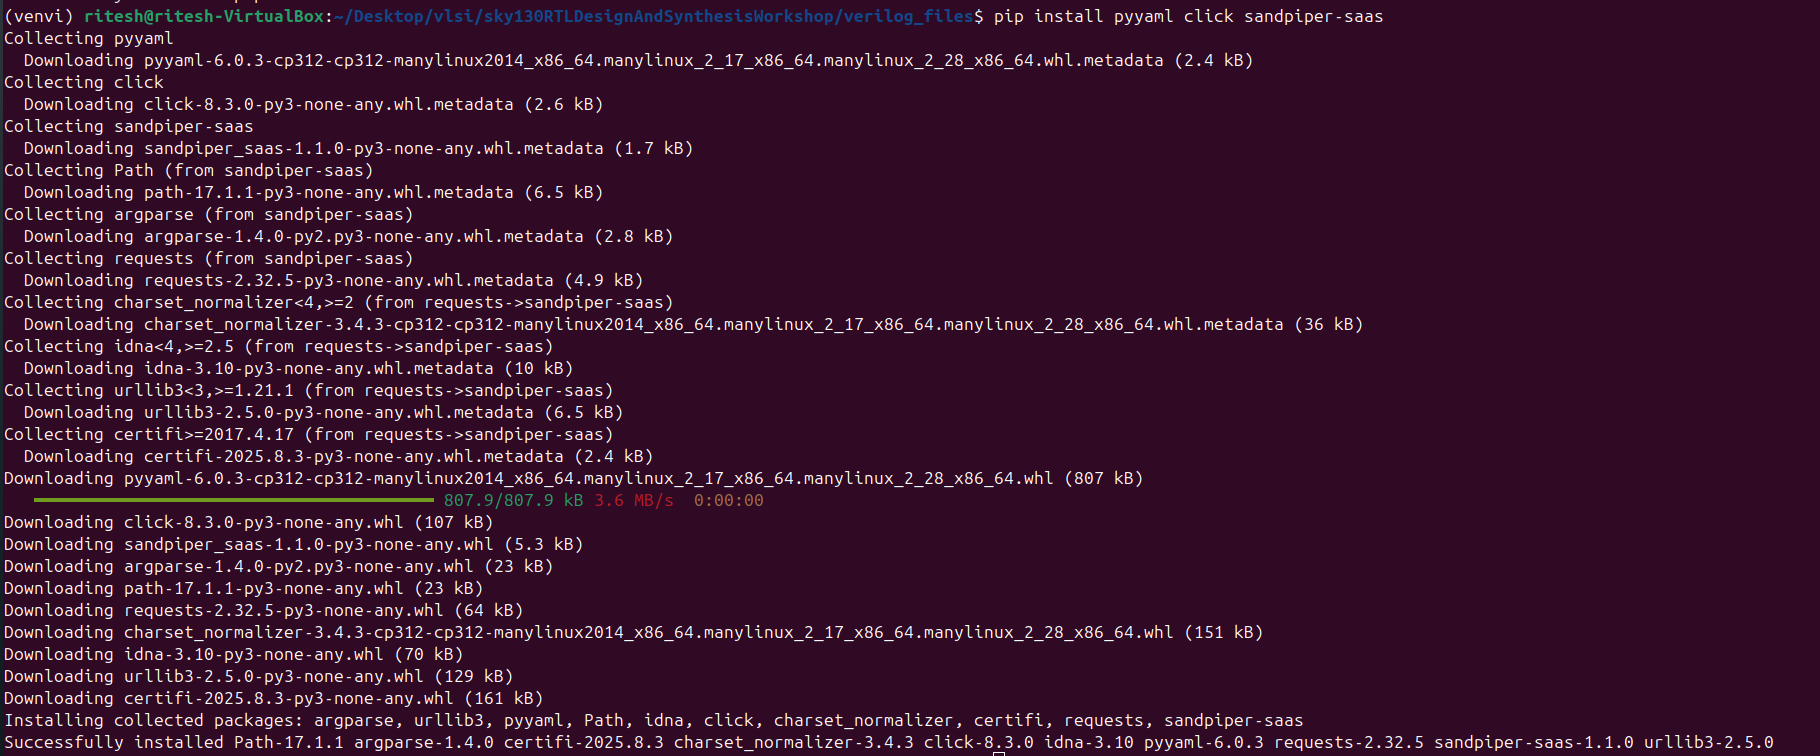 (venvi) ritesh@ritesh-VirtualBox:~/Desktop/vlsi/sky130RTLDesignAndSynthesisWorkshop/verilog_files$ pip install pyyaml click sandpiper-saas
Collecting pyyaml
  Downloading pyyaml-6.0.3-cp312-cp312-manylinux2014_x86_64.manylinux_2_17_x86_64.manylinux_2_28_x86_64.whl.metadata (2.4 kB)
Collecting click
  Downloading click-8.3.0-py3-none-any.whl.metadata (2.6 kB)
Collecting sandpiper-saas
  Downloading sandpiper_saas-1.1.0-py3-none-any.whl.metadata (1.7 kB)
Collecting Path (from sandpiper-saas)
  Downloading path-17.1.1-py3-none-any.whl.metadata (6.5 kB)
Collecting argparse (from sandpiper-saas)
  Downloading argparse-1.4.0-py2.py3-none-any.whl.metadata (2.8 kB)
Collecting requests (from sandpiper-saas)
  Downloading requests-2.32.5-py3-none-any.whl.metadata (4.9 kB)
Collecting charset_normalizer<4,>=2 (from requests->sandpiper-saas)
  Downloading charset_normalizer-3.4.3-cp312-cp312-manylinux2014_x86_64.manylinux_2_17_x86_64.manylinux_2_28_x86_64.whl.metadata (36 kB)
Collecting idna<4,>=2.5 (from requests->sandpiper-saas)
  Downloading idna-3.10-py3-none-any.whl.metadata (10 kB)
Collecting urllib3<3,>=1.21.1 (from requests->sandpiper-saas)
  Downloading urllib3-2.5.0-py3-none-any.whl.metadata (6.5 kB)
Collecting certifi>=2017.4.17 (from requests->sandpiper-saas)
  Downloading certifi-2025.8.3-py3-none-any.whl.metadata (2.4 kB)
Downloading pyyaml-6.0.3-cp312-cp312-manylinux2014_x86_64.manylinux_2_17_x86_64.manylinux_2_28_x86_64.whl (807 kB)
807.9/807.9 kB 3.6 MB/s 0:00:00
Downloading click-8.3.0-py3-none-any.whl (107 kB)
Downloading sandpiper_saas-1.1.0-py3-none-any.whl (5.3 kB)
Downloading argparse-1.4.0-py2.py3-none-any.whl (23 kB)
Downloading path-17.1.1-py3-none-any.whl (23 kB)
Downloading requests-2.32.5-py3-none-any.whl (64 kB)
Downloading charset_normalizer-3.4.3-cp312-cp312-manylinux2014_x86_64.manylinux_2_17_x86_64.manylinux_2_28_x86_64.whl (151 kB)
Downloading idna-3.10-py3-none-any.whl (70 kB)
Downloading urllib3-2.5.0-py3-none-any.whl (129 kB)
Downloading certifi-2025.8.3-py3-none-any.whl (161 kB)
Installing collected packages: argparse, urllib3, pyyaml, Path, idna, click, charset_normalizer, certifi, requests, sandpiper-saas
Successfully installed Path-17.1.1 argparse-1.4.0 certifi-2025.8.3 charset_normalizer-3.4.3 click-8.3.0 idna-3.10 pyyaml-6.0.3 requests-2.32.5 sandpiper-saas-1.1.0 urllib3-2.5.0